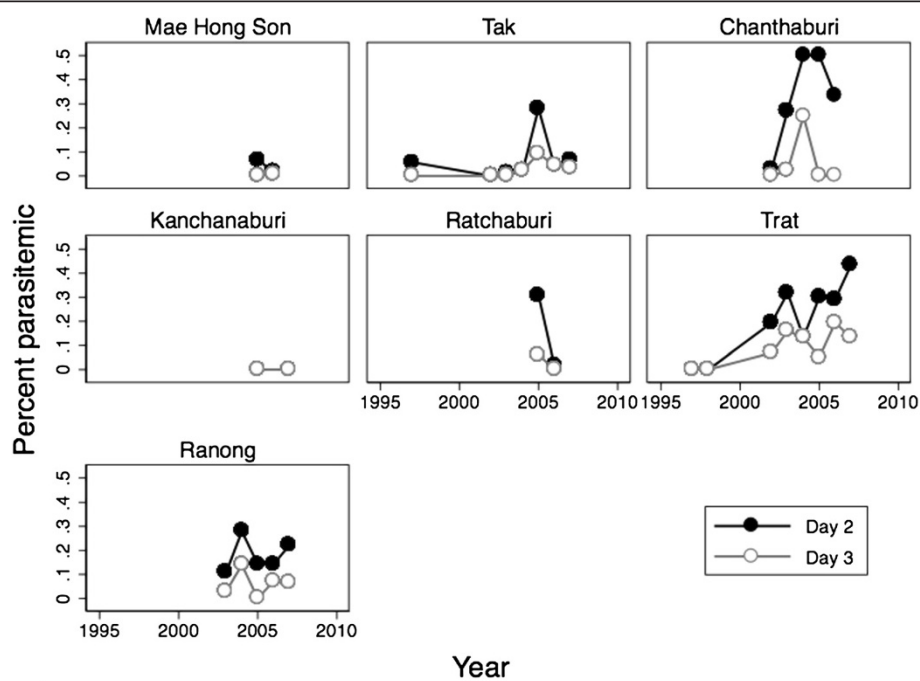 Mae Hong Son Tak Chanthaburi
.5
.4
.3
.2
.1
0
Kanchanaburi Ratchaburi Trat
.5
.4
.3
.2
.1
0
1995 2000 2005 2010 1995 2000 2005 2010
Percent parasitemic
Ranong
.5
.4
.3
.2
.1
0
1995 2000 2005 2010
Day 2
Day 3
Year